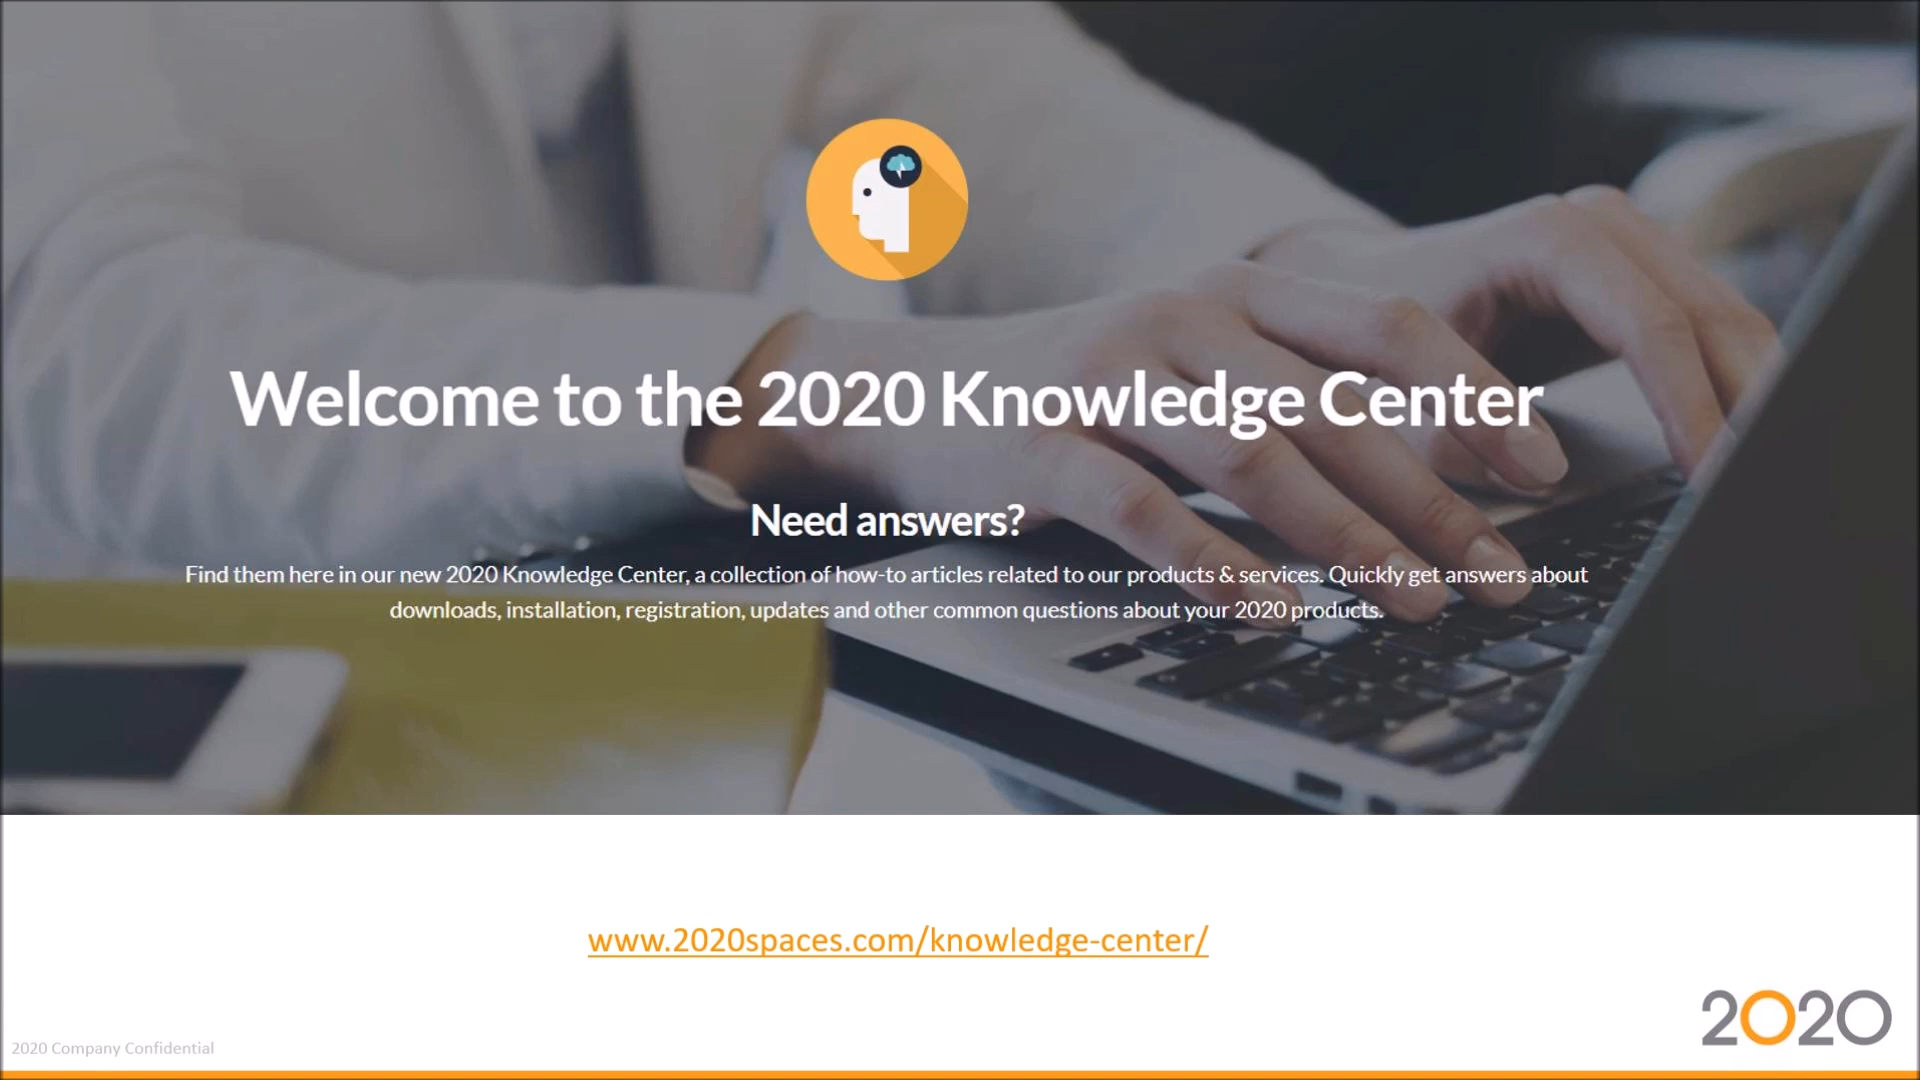 Welcome to the 2020 Knowledge Center
Need answers?
Find them here in our new 2020 Knowledge Center, a collection of how-to articles related to our products & services. Quickly get answers about
downloads, installation, registration, updates and other common questions about your 2020 products.
www.2020spaces.com/knowledge-center/
2020
2020 Company Confidential